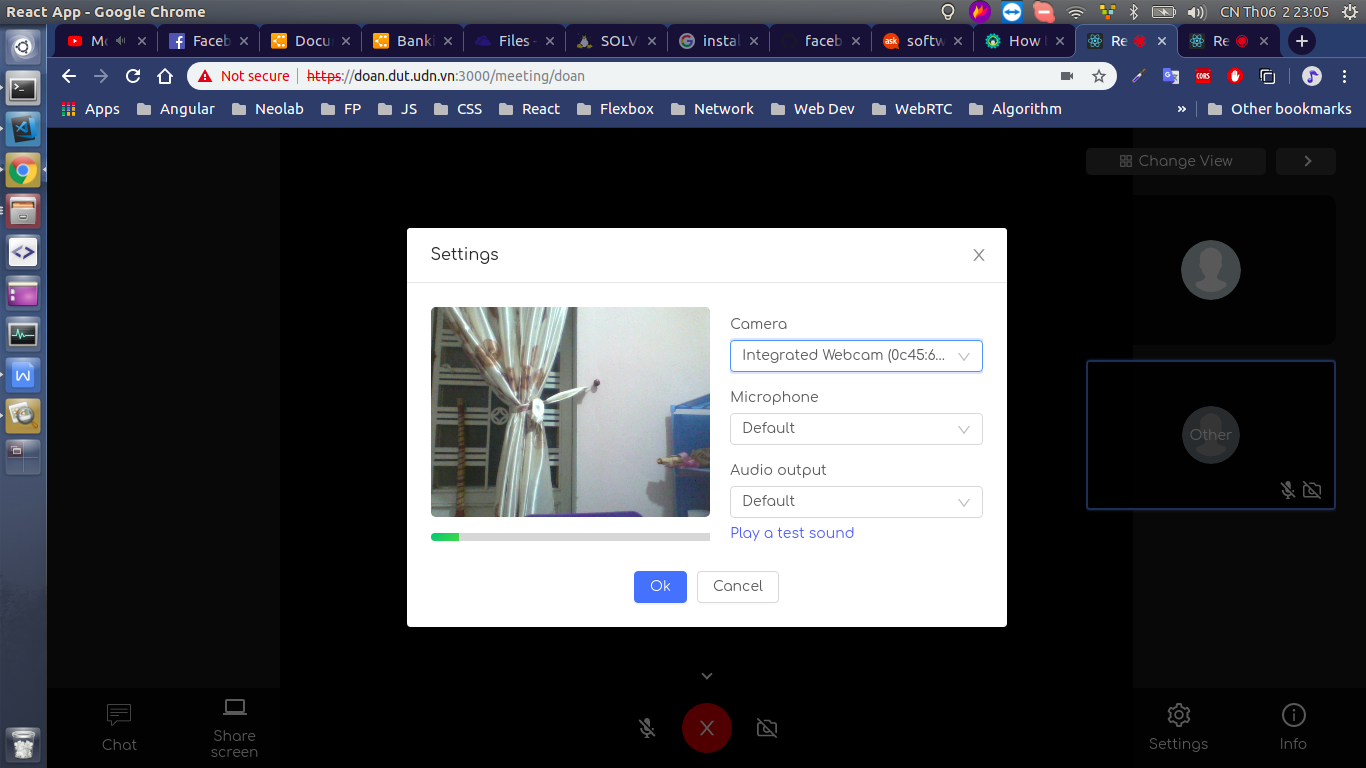 React App - Google Chrome
CN Th06 2 23:05
Mc
Faceb
Docu
Banki
Files -
SOLV
instal
faceb
ask softw
How I
Re
Re
Not secure https://doan.dut.udn.vn:3000/meeting/doan
Apps Angular Neolab FP JS CSS React Flexbox Network Web Dev WebRTC Algorithm » Other bookmarks
Change View
Settings
Camera
Integrated Webcam (0c45:6...
Microphone
Default
Other
Audio output
Default
Play a test sound
Ok Cancel
Chat
Share screen
Settings
Info